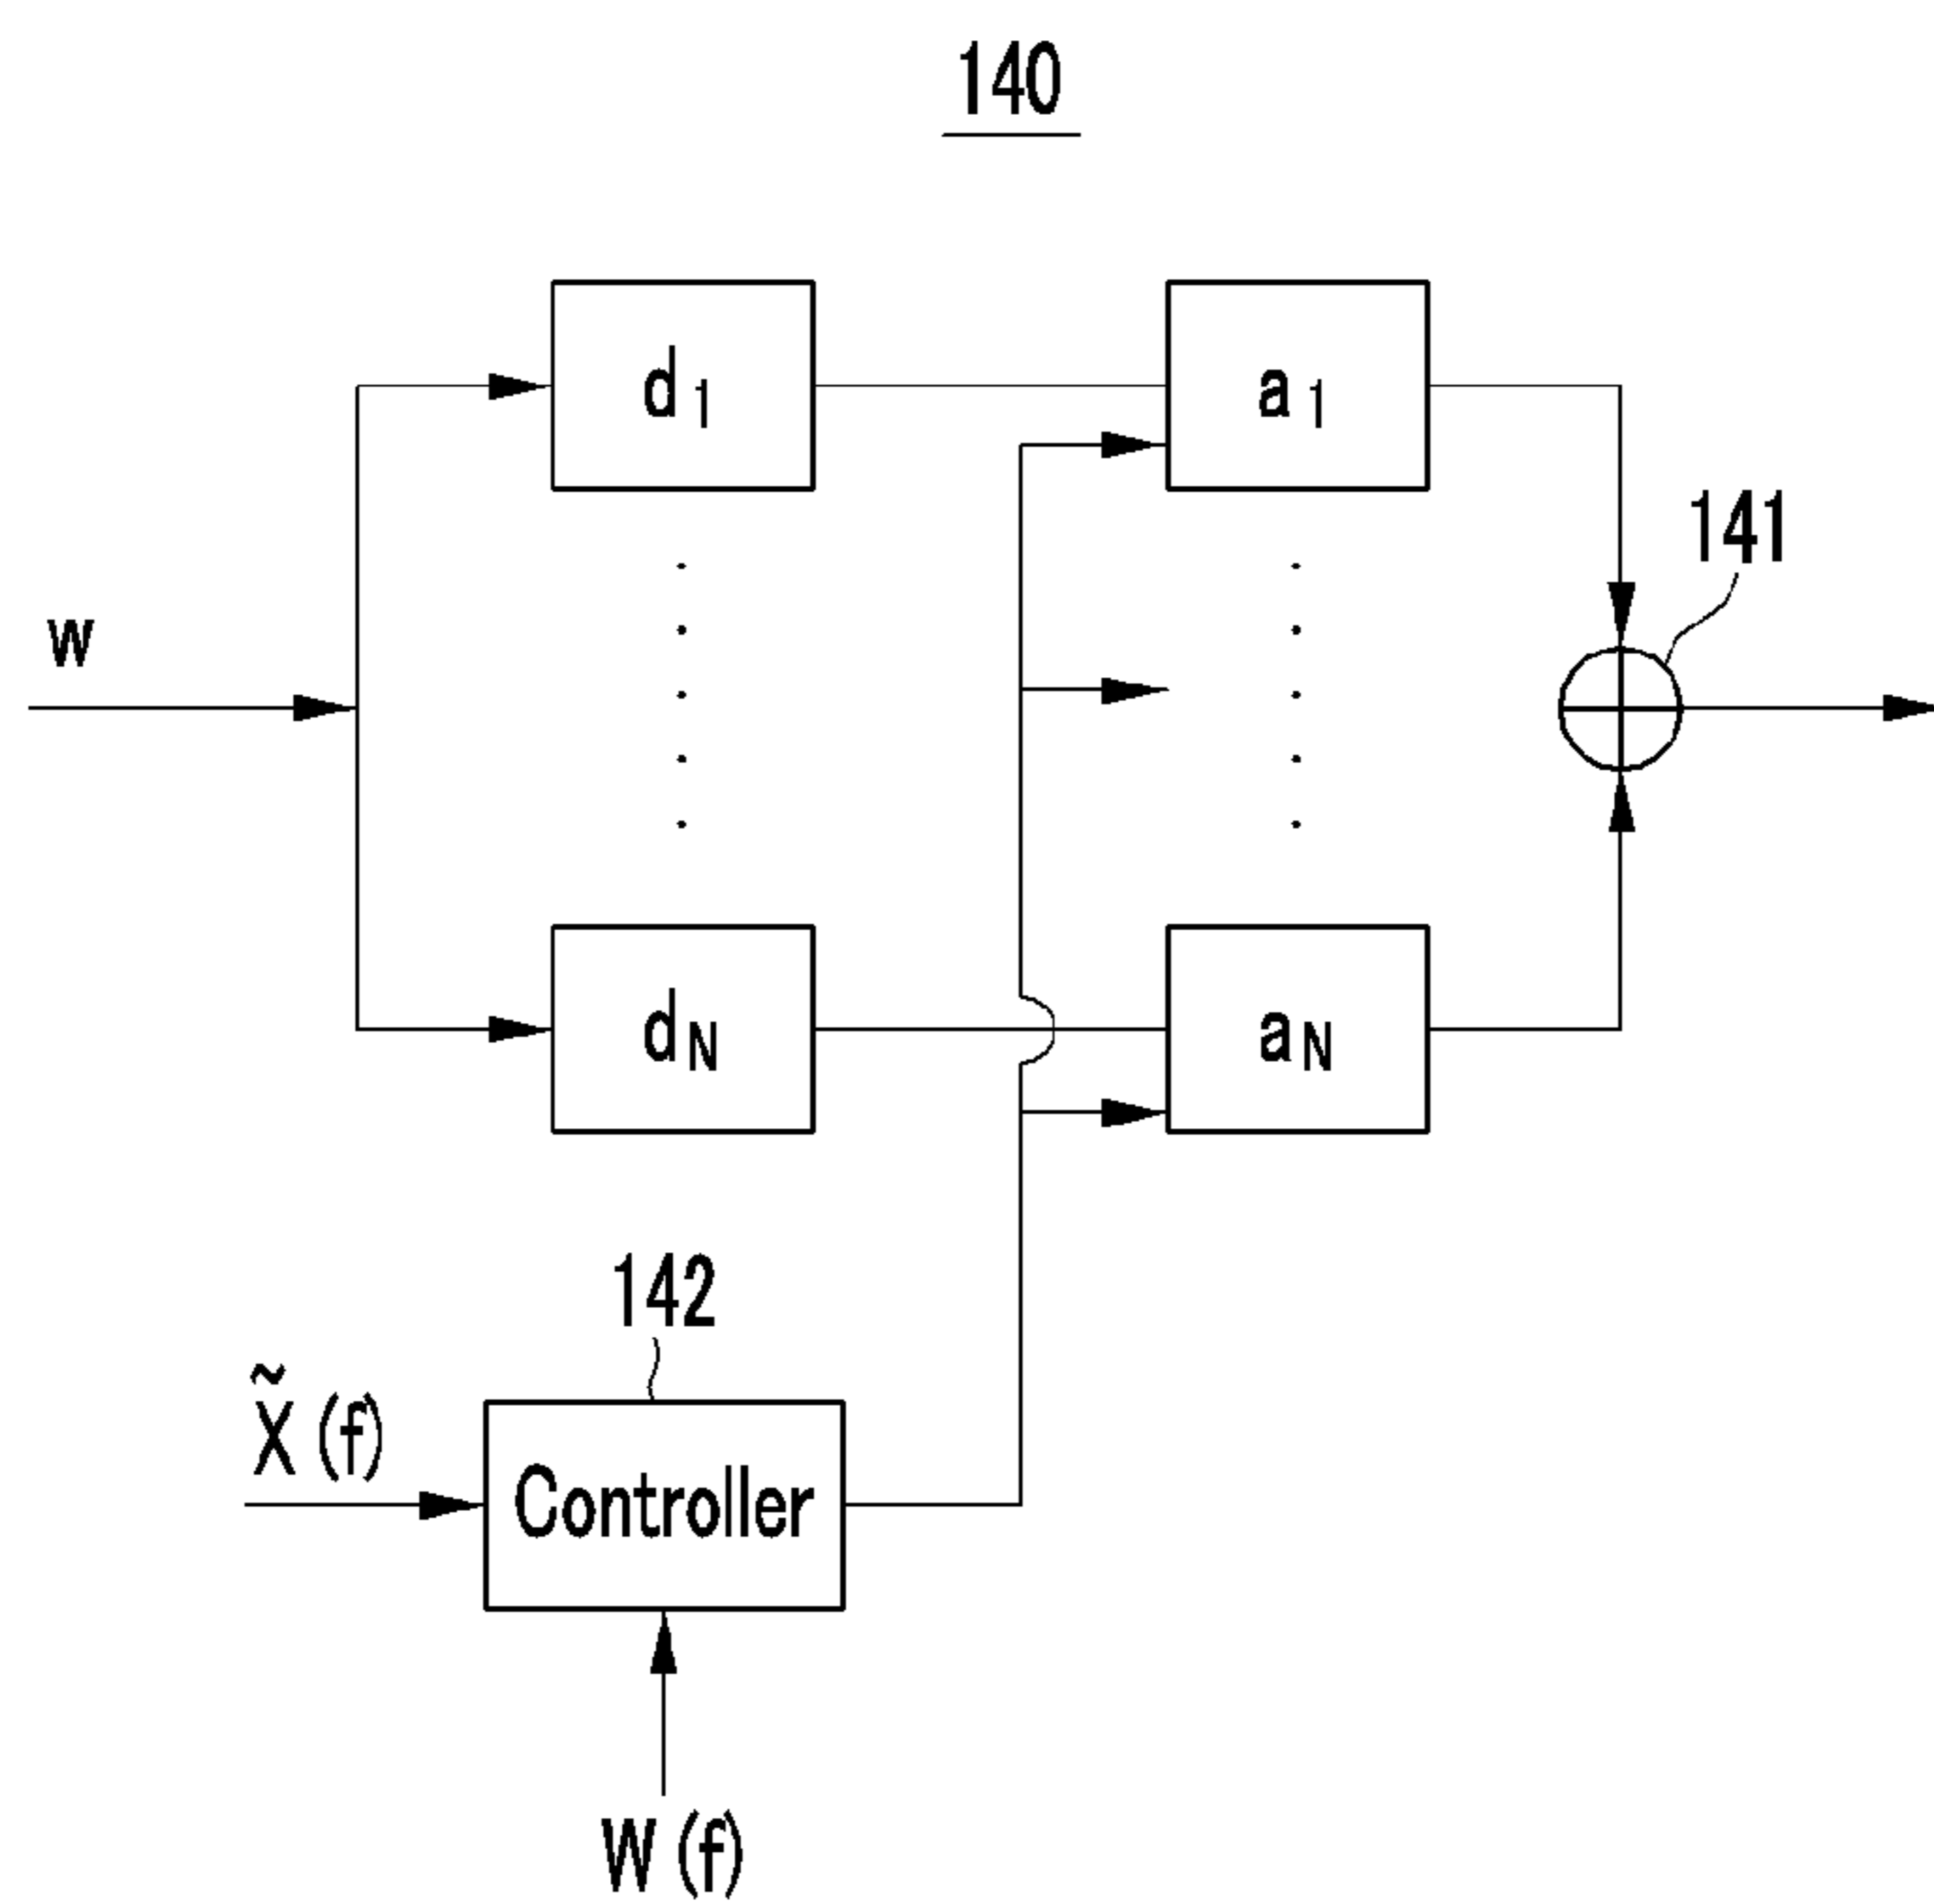 140
d1
a1
141
w
dN
aN
142
X̃(f)
Controller
W(f)